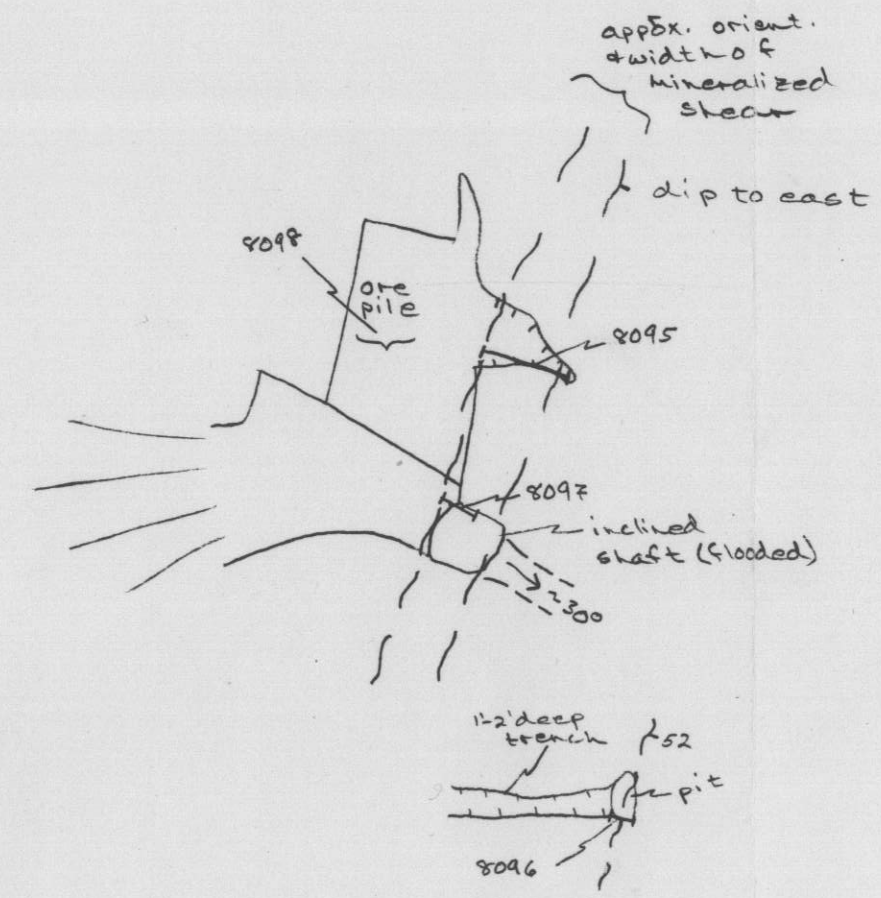 appox. orient.
+ width of
mineralized
shear
dip to east
8098
ore
pile
8095
8097
inclined
shaft (flooded)
~300
1'-2' deep
trench
52
pit
8096